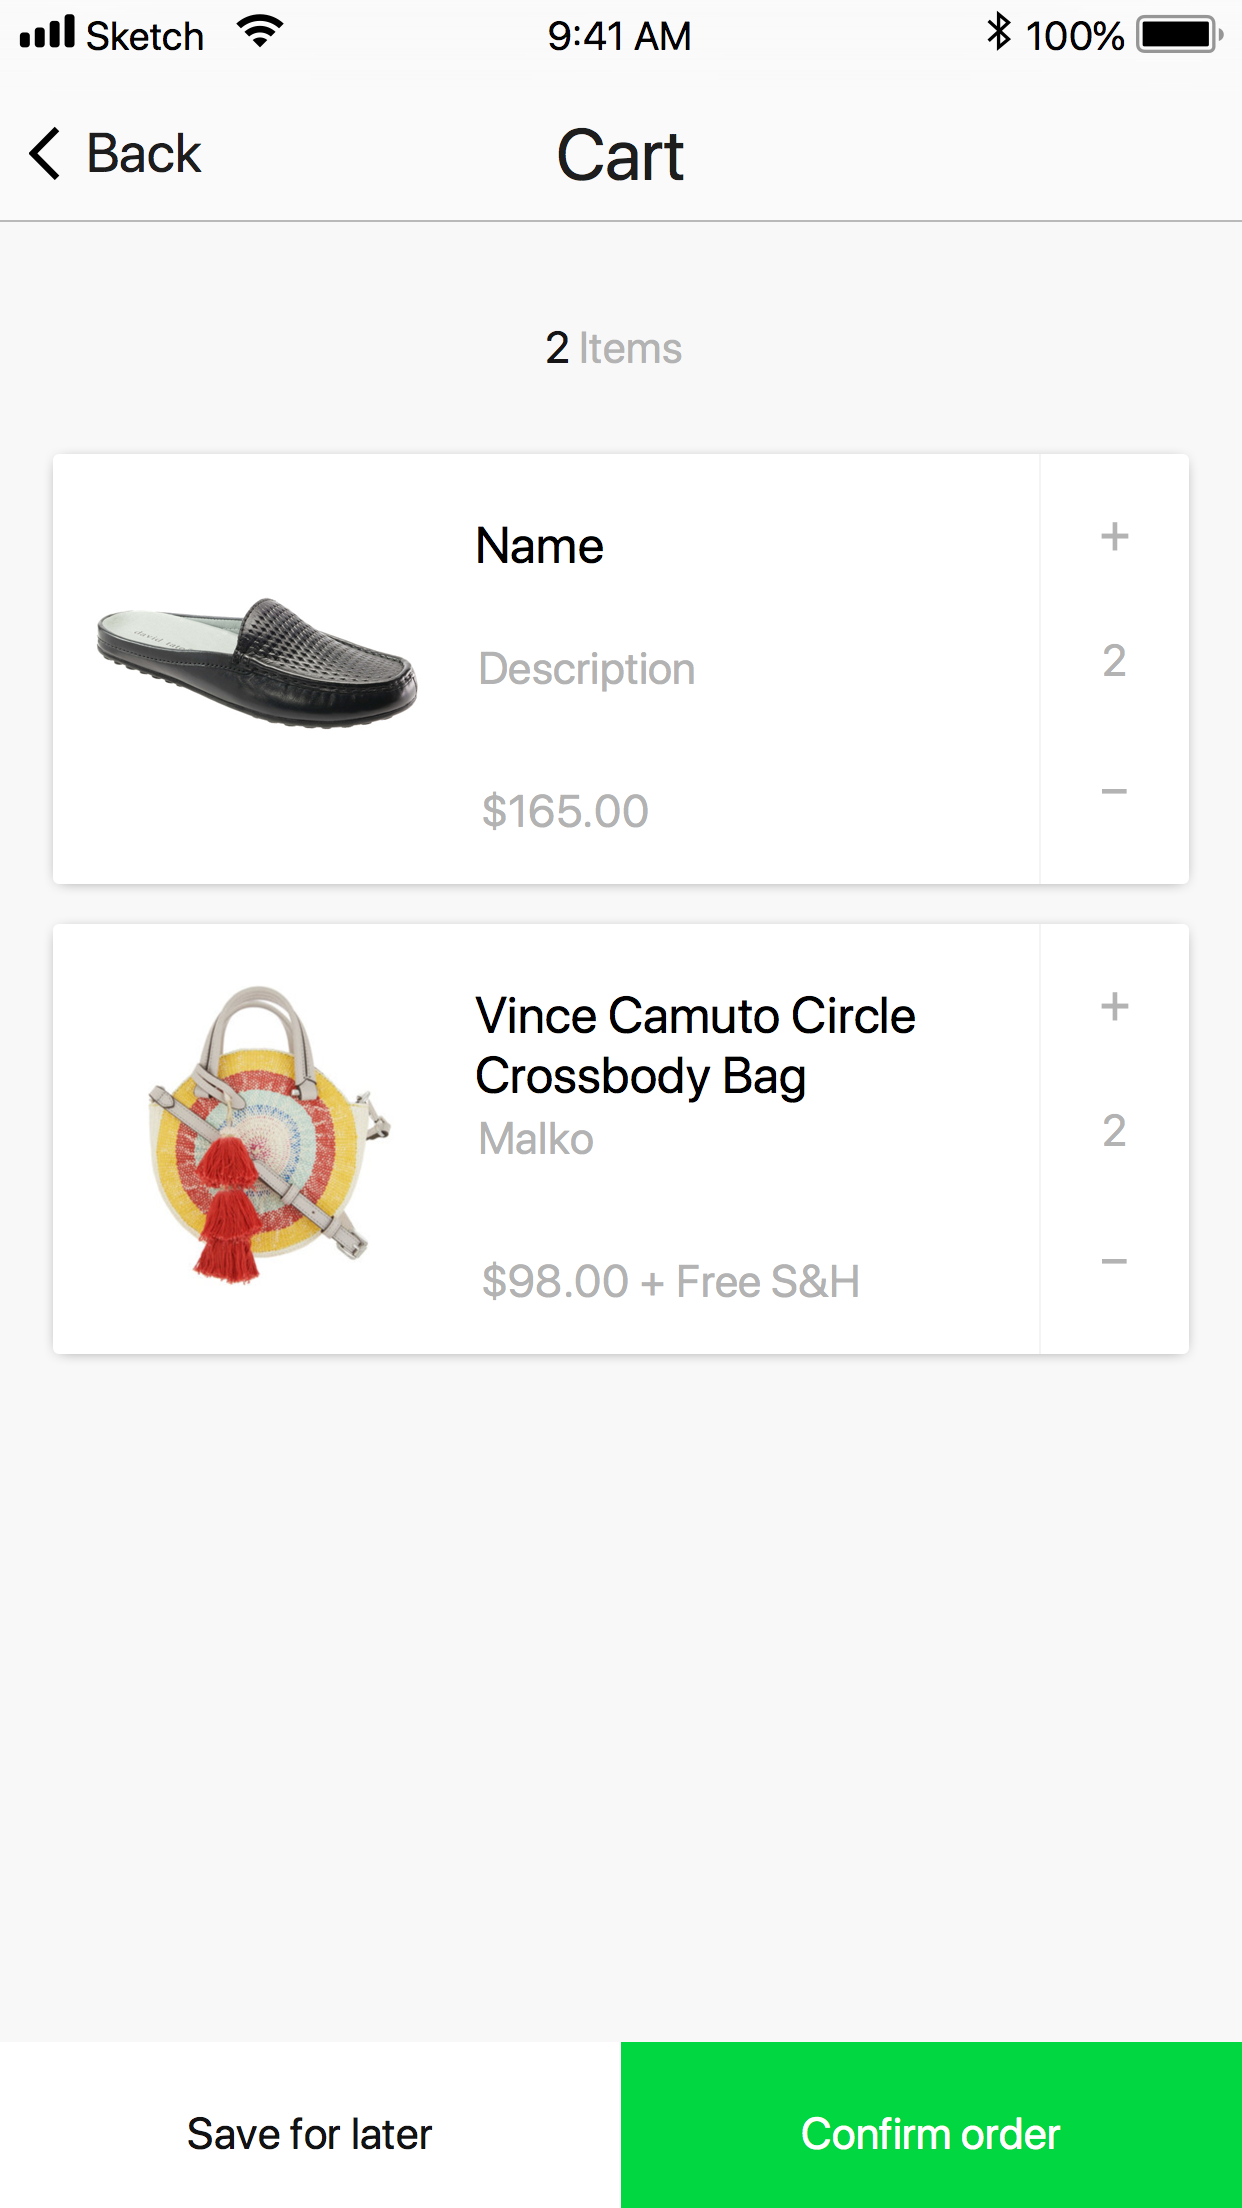 Sketch 9:41 AM 100%
Back Cart
2 Items
Name
+
Description
2
−
$165.00
Vince Camuto Circle
Crossbody Bag
+
Malko
2
−
$98.00 + Free S&H
Save for later Confirm order